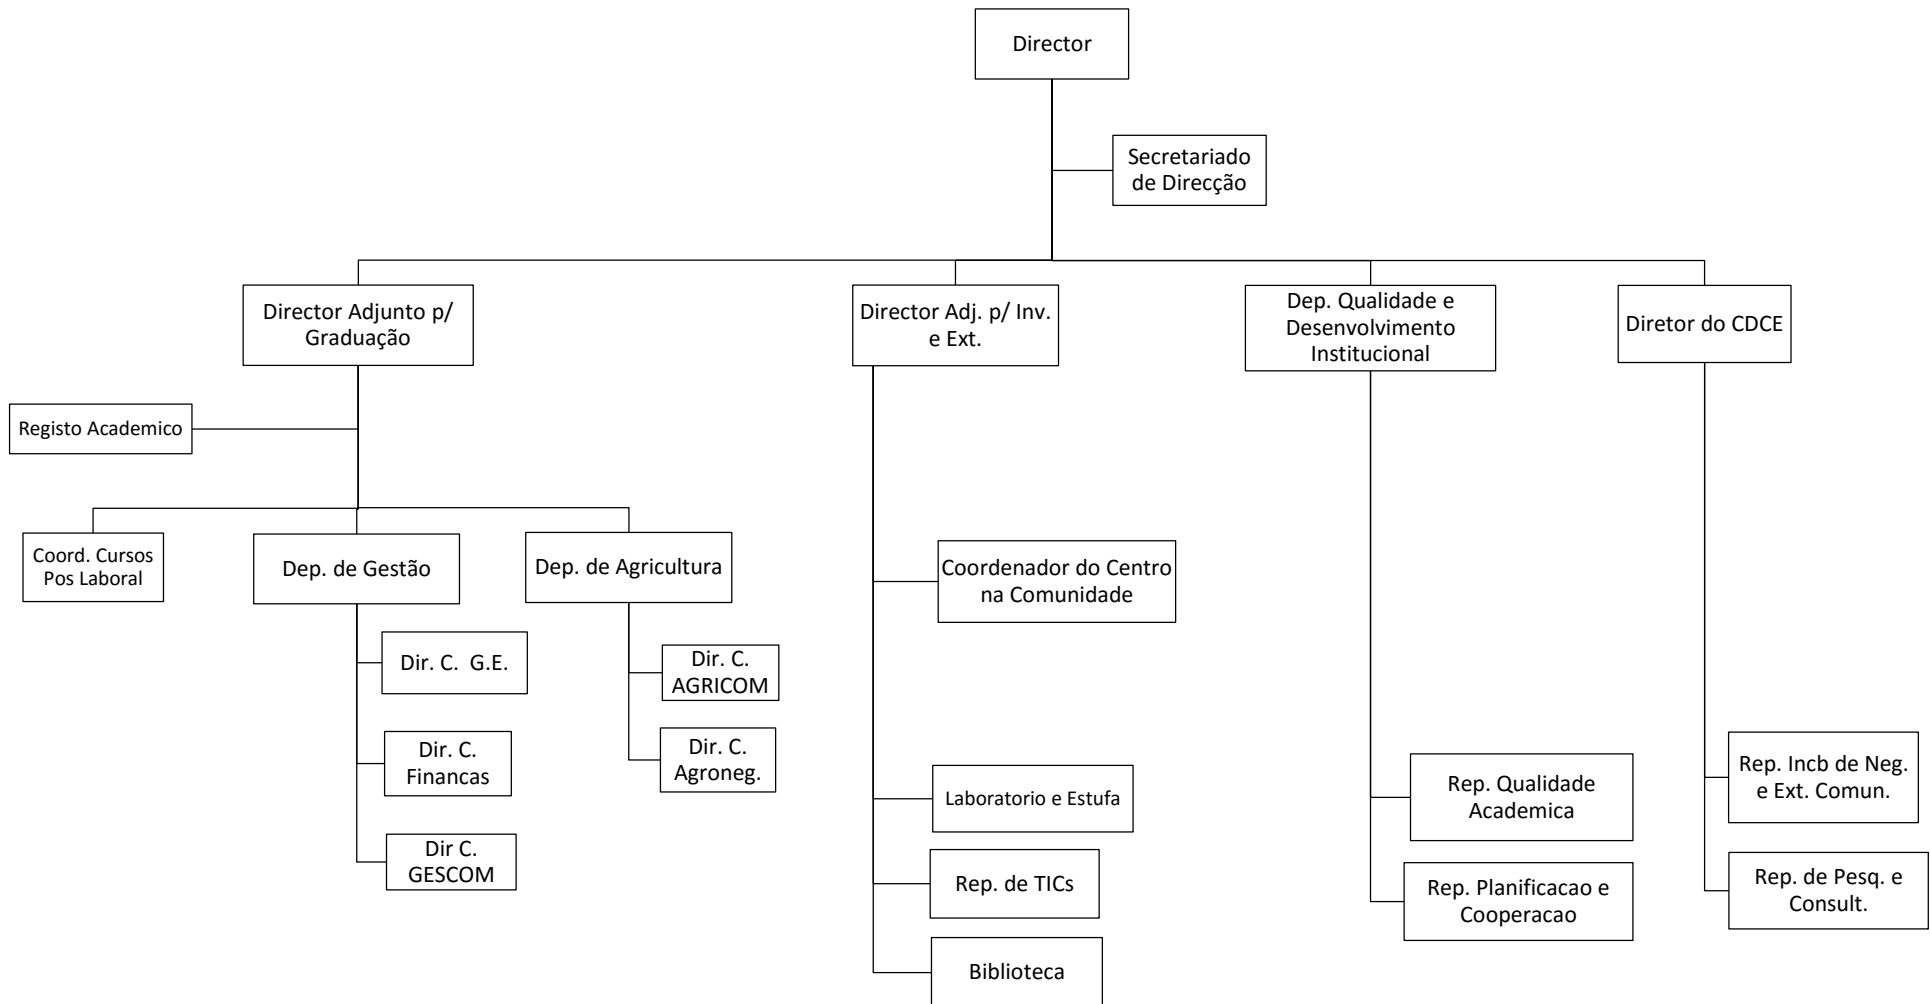 Director
Secretariado
de Direcção
Director Adjunto p/
Graduação
Director Adj. p/ Inv.
e Ext.
Dep. Qualidade e
Desenvolvimento
Institucional
Diretor do CDCE
Registo Academico
Coord. Cursos
Pos Laboral
Dep. de Gestão
Dep. de Agricultura
Coordenador do Centro
na Comunidade
Dir. C. G.E.
Dir. C.
AGRICOM
Dir. C.
Financas
Dir. C.
Agroneg.
Dir C.
GESCOM
Laboratorio e Estufa
Rep. de TICs
Biblioteca
Rep. Qualidade
Academica
Rep. Planificacao e
Cooperacao
Rep. Incb de Neg.
e Ext. Comun.
Rep. de Pesq. e
Consult.